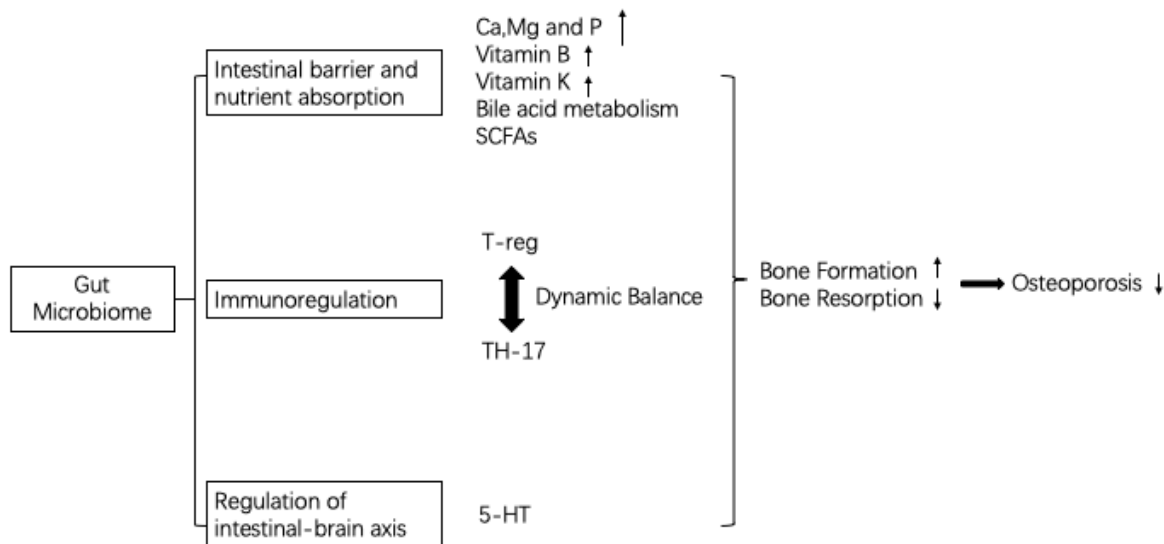 Ca,Mg and P ↑
Vitamin B ↑
Vitamin K ↑
Bile acid metabolism
SCFAs
Intestinal barrier and
nutrient absorption
T-reg
Dynamic Balance
TH-17
Gut
Microbiome
Immunoregulation
Bone Formation ↑
Bone Resorption ↓
Osteoporosis ↓
Regulation of
intestinal-brain axis
5-HT